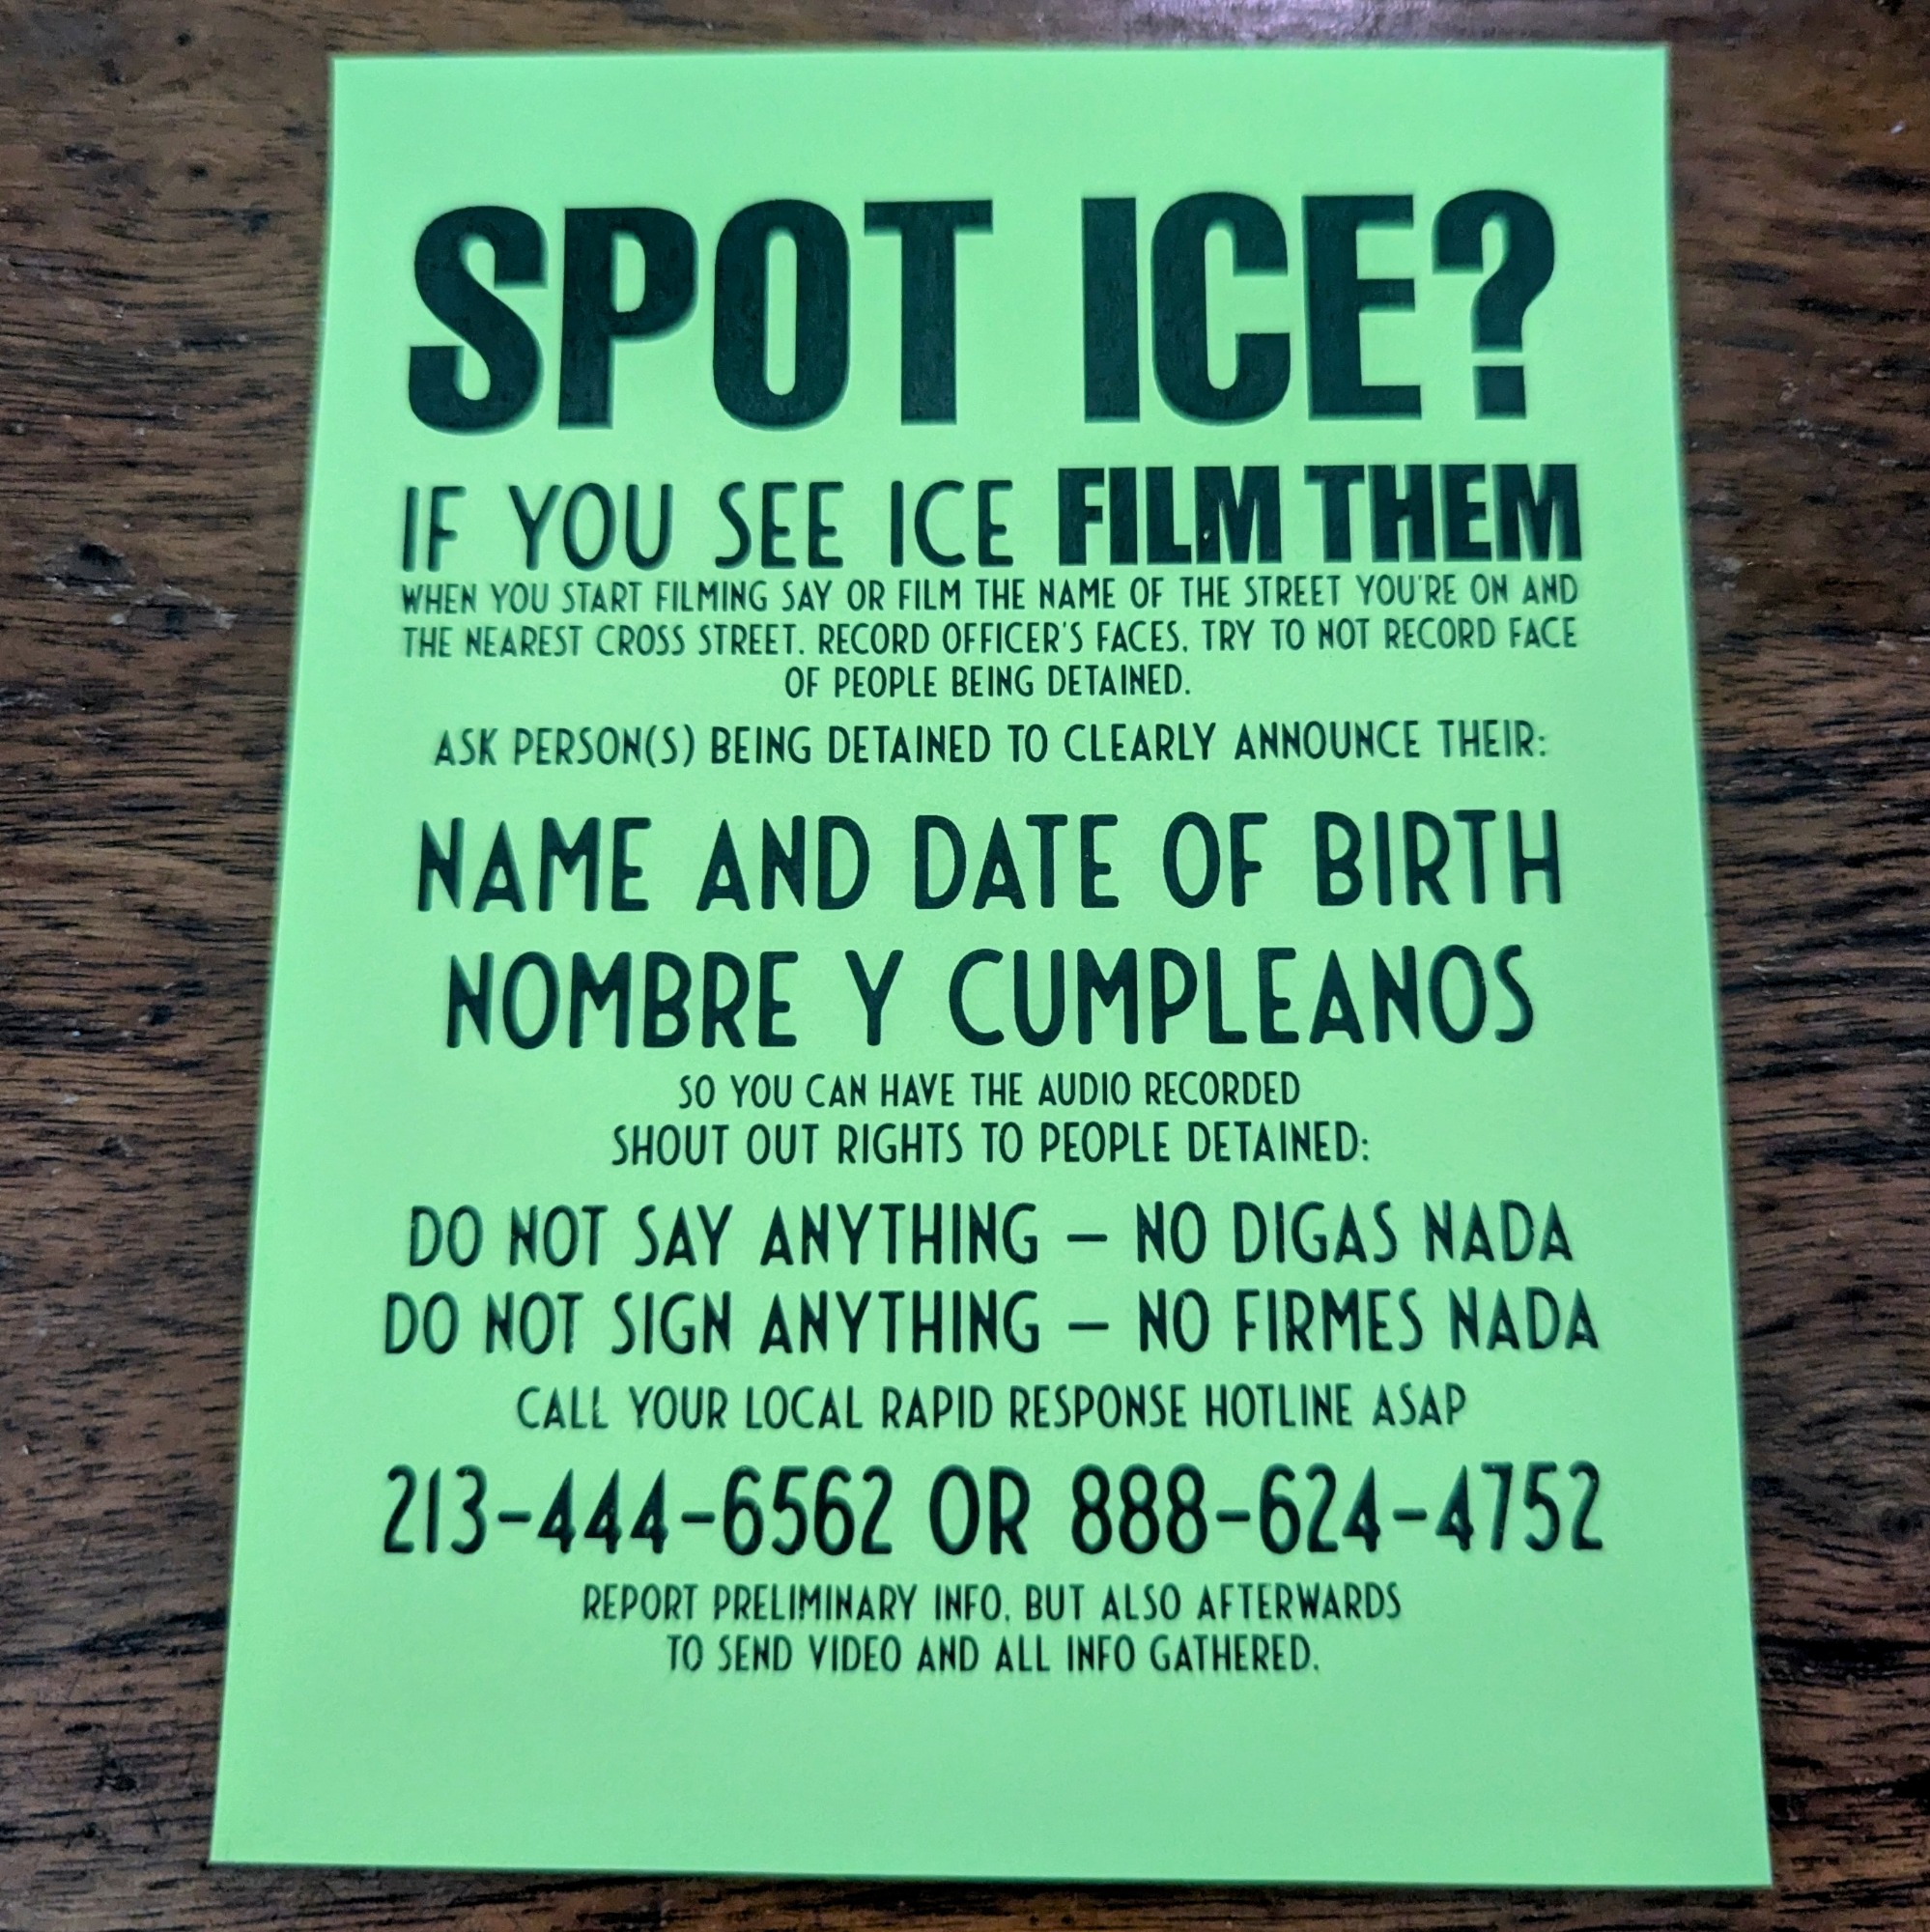 SPOT ICE?
IF YOU SEE ICE FILM THEM
WHEN YOU START FILMING SAY OR FILM THE NAME OF THE STREET YOU'RE ON AND
THE NEAREST CROSS STREET. RECORD OFFICER'S FACES, TRY TO NOT RECORD FACE
OF PEOPLE BEING DETAINED.
ASK PERSON(S) BEING DETAINED TO CLEARLY ANNOUNCE THEIR:
NAME AND DATE OF BIRTH
NOMBRE Y CUMPLEANOS
SO YOU CAN HAVE THE AUDIO RECORDED
SHOUT OUT RIGHTS TO PEOPLE DETAINED:
DO NOT SAY ANYTHING – NO DIGAS NADA
DO NOT SIGN ANYTHING – NO FIRMES NADA
CALL YOUR LOCAL RAPID RESPONSE HOTLINE ASAP
213-444-6562 OR 888-624-4752
REPORT PRELIMINARY INFO, BUT ALSO AFTERWARDS
TO SEND VIDEO AND ALL INFO GATHERED.